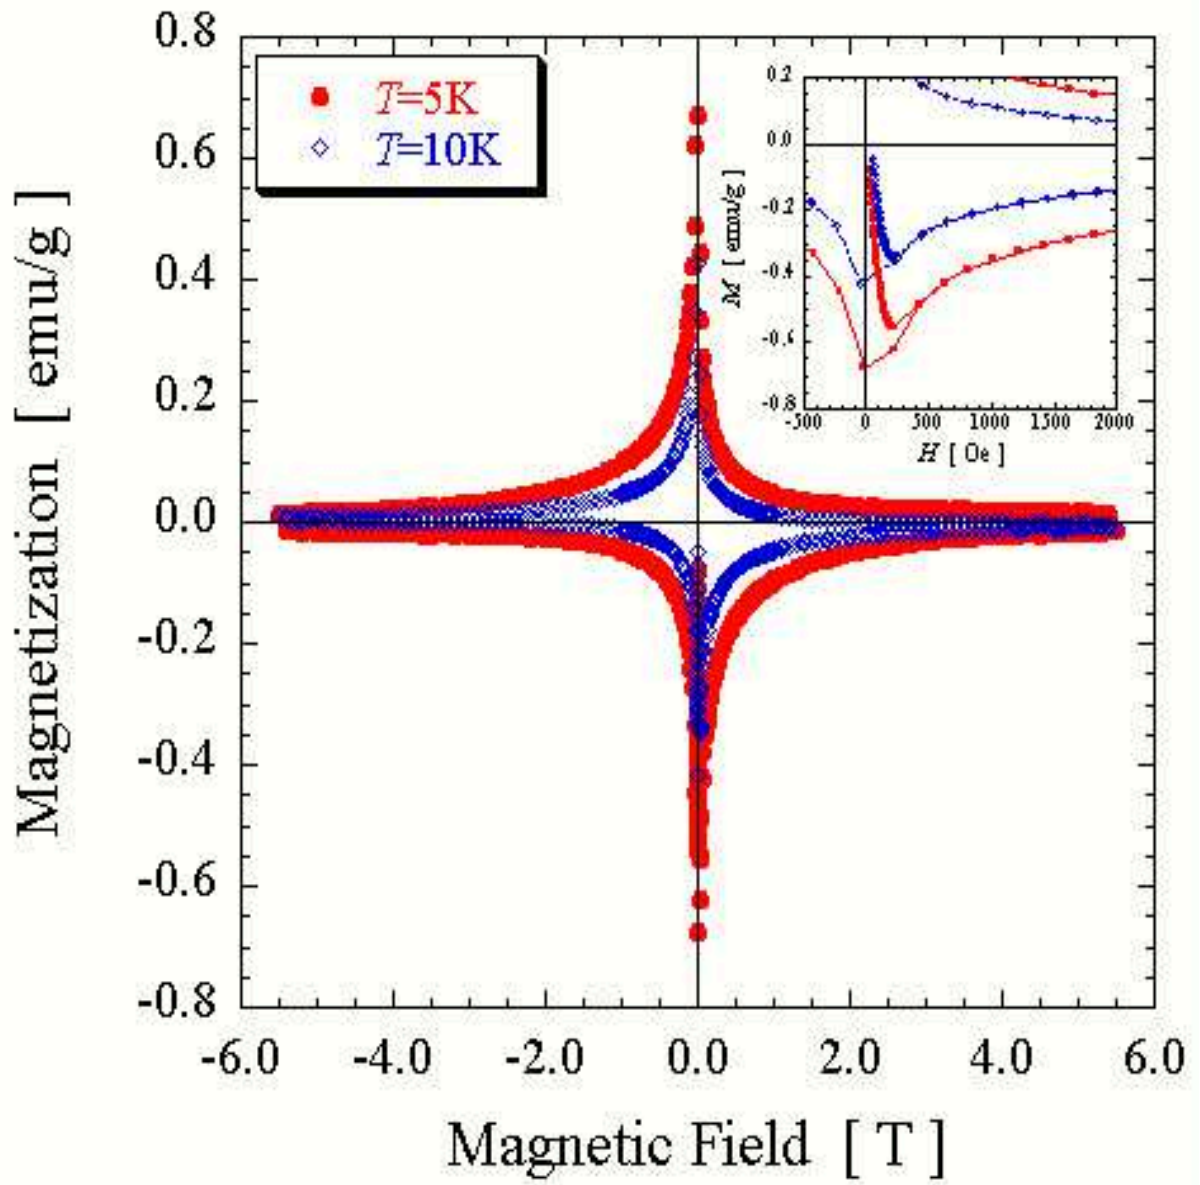 0.8
0.6
0.4
0.2
0.0
-0.2
-0.4
-0.6
-0.8
Magnetization [ emu/g ]
T=5K
T=10K
0.2
0.0
-0.2
-0.4
-0.6
-0.8
M [ emu/g ]
-500 0 500 1000 1500 2000
H [ Oe ]
-6.0 -4.0 -2.0 0.0 2.0 4.0 6.0
Magnetic Field [ T ]